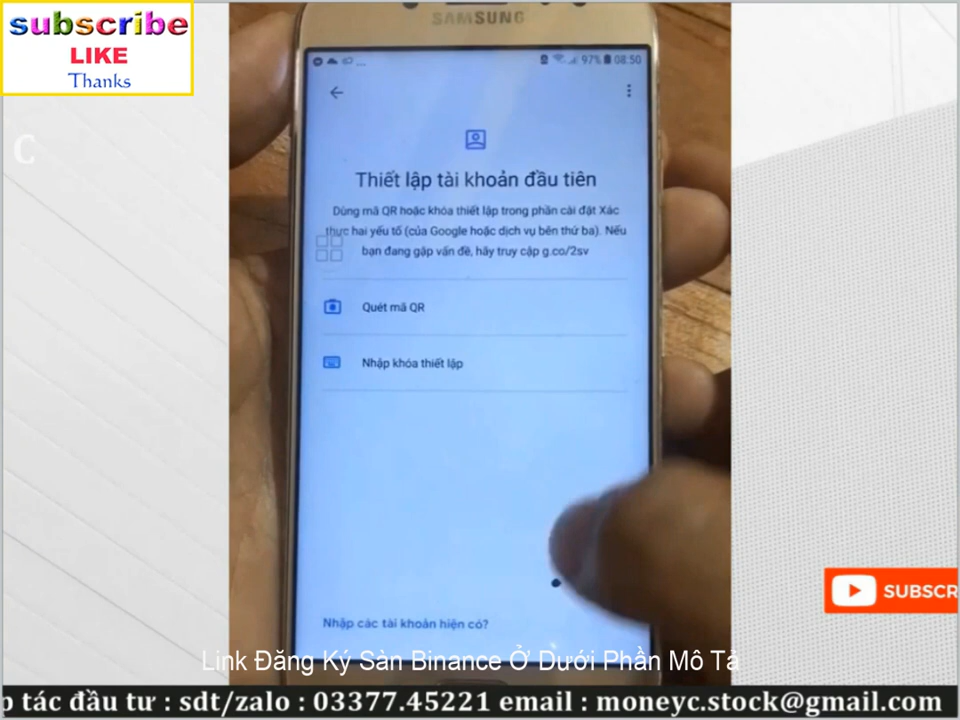 subscribe
LIKE
Thanks
C
SAMSUNG
97% 08:50
Thiết lập tài khoản đầu tiên
Dùng mã QR hoặc khóa thiết lập trong phần cài đặt Xác
thực hai yếu tố (của Google hoặc dịch vụ bên thứ ba). Nếu
bạn đang gặp vấn đề, hãy truy cập g.co/2sv
Quét mã QR
Nhập khóa thiết lập
Nhập các tài khoản hiện có?
SUBSCR
Link Đăng Ký Sàn Binance Ở Dưới Phần Mô Tả
p tác đầu tư : sdt/zalo : 03377.45221 email : moneyc.stock@gmail.com